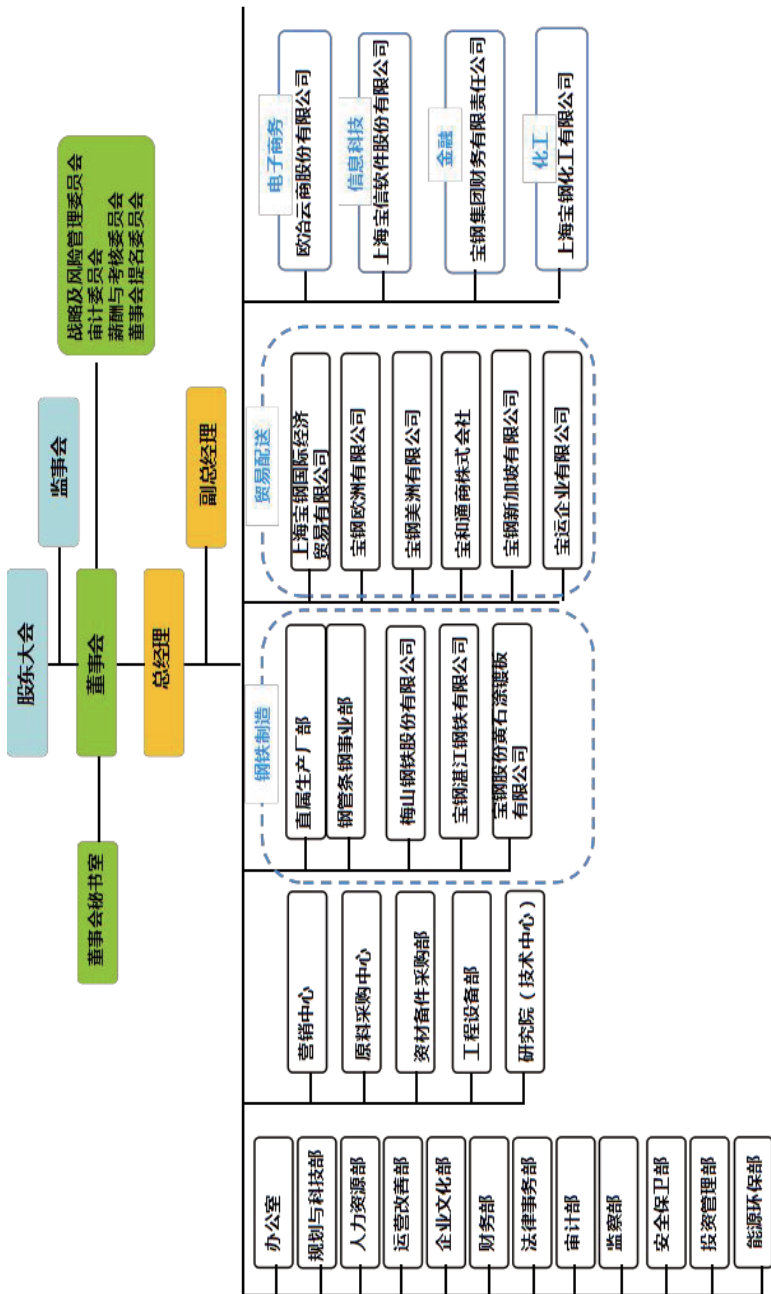 股东大会
监事会
董事会
战略及风险管理委员会
审计委员会
薪酬与考核委员会
董事会提名委员会
董事会秘书室
总经理
副总经理
办公室
规划与科技部
人力资源部
运营改善部
企业文化部
财务部
法律事务部
审计部
监察部
安全保卫部
投资管理部
能源环保部
营销中心
原料采购中心
资材备件采购部
工程设备部
研究院（技术中心）
钢铁制造
直属生产厂部
钢管条钢事业部
梅山钢铁股份有限公司
宝钢湛江钢铁有限公司
宝钢股份黄石涂镀板
有限公司
贸易配送
上海宝钢国际经济
贸易有限公司
宝钢欧洲有限公司
宝钢美洲有限公司
宝和通商株式会社
宝钢新加坡有限公司
宝运企业有限公司
电子商务
欧冶云商股份有限公司
信息科技
上海宝信软件股份有限公司
金融
宝钢集团财务有限责任公司
化工
上海宝钢化工有限公司